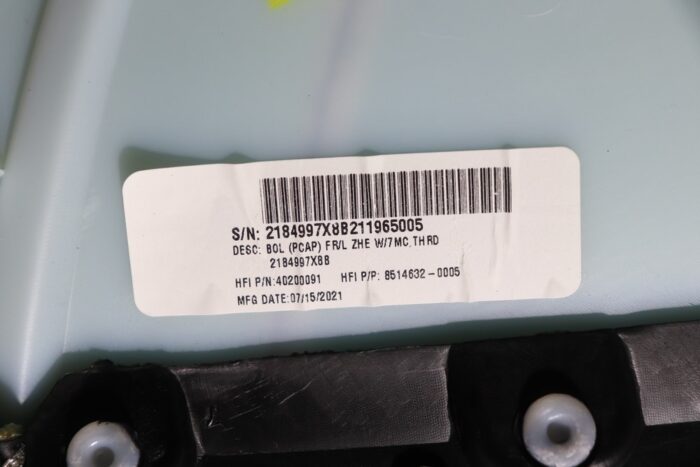 S/N: 2184997X8B211965005
DESC: BOL (PCAP) FR/L ZHE W/7MC,THRD
2184997X8B
HFI P/N:40200091 HFI P/P: 8514632-0005
MFG DATE:07/15/2021